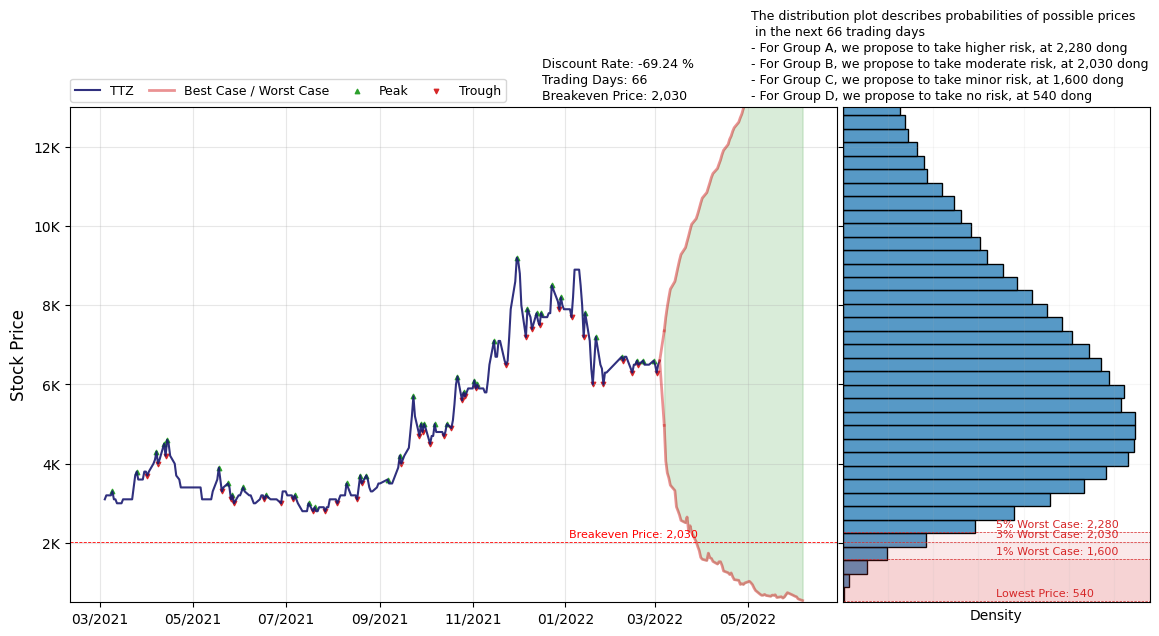 The distribution plot describes probabilities of possible prices
in the next 66 trading days
- For Group A, we propose to take higher risk, at 2,280 dong
- For Group B, we propose to take moderate risk, at 2,030 dong
- For Group C, we propose to take minor risk, at 1,600 dong
- For Group D, we propose to take no risk, at 540 dong
Discount Rate: -69.24 %
Trading Days: 66
Breakeven Price: 2,030
TTZ
Best Case / Worst Case
Peak
Trough
Stock Price
12K
10K
8K
6K
4K
2K
Breakeven Price: 2,030
03/2021
05/2021
07/2021
09/2021
11/2021
01/2022
03/2022
05/2022
5% Worst Case: 2,280
3% Worst Case: 2,030
1% Worst Case: 1,600
Lowest Price: 540
Density